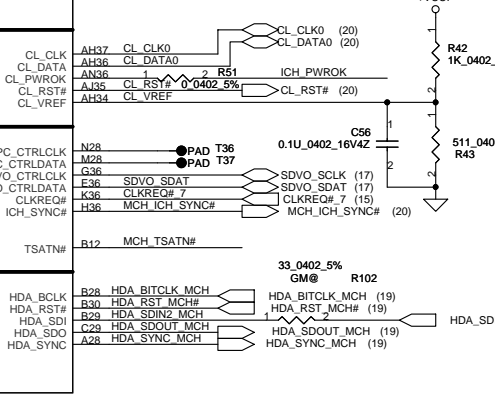 CL_CLK AH37 CL_CLK0 CL_CLK0 (20)
CL_DATA AH36 CL_DATA0 CL_DATA0 (20)
CL_PWROK AN36 1 2 R51 ICH_PWROK
CL_RST# AJ35 CL_RST# 0_0402_5% CL_RST# (20)
CL_VREF AH34 CL_VREF
1
R42
1K_0402_
2
C56
0.1U_0402_16V4Z
1
2
1
511_040
R43
2
PC_CTRLCLK N28 PAD T36
C_CTRLDATA M28 PAD T37
VO_CTRLCLK G36 SDVO_SCLK (17)
O_CTRLDATA E36 SDVO_SDAT SDVO_SDAT (17)
CLKREQ# K36 CLKREQ#_7 CLKREQ#_7 (15)
ICH_SYNC# H36 MCH_ICH_SYNC# MCH_ICH_SYNC# (20)
TSATN# B12 MCH_TSATN#
33_0402_5%
GM@ R102
HDA_BCLK B28 HDA_BITCLK_MCH HDA_BITCLK_MCH (19)
HDA_RST# B30 HDA_RST_MCH# HDA_RST_MCH# (19)
HDA_SDI B29 HDA_SDIN2_MCH 1 2 HDA_SD
HDA_SDO C29 HDA_SDOUT_MCH HDA_SDOUT_MCH (19)
HDA_SYNC A28 HDA_SYNC_MCH HDA_SYNC_MCH (19)